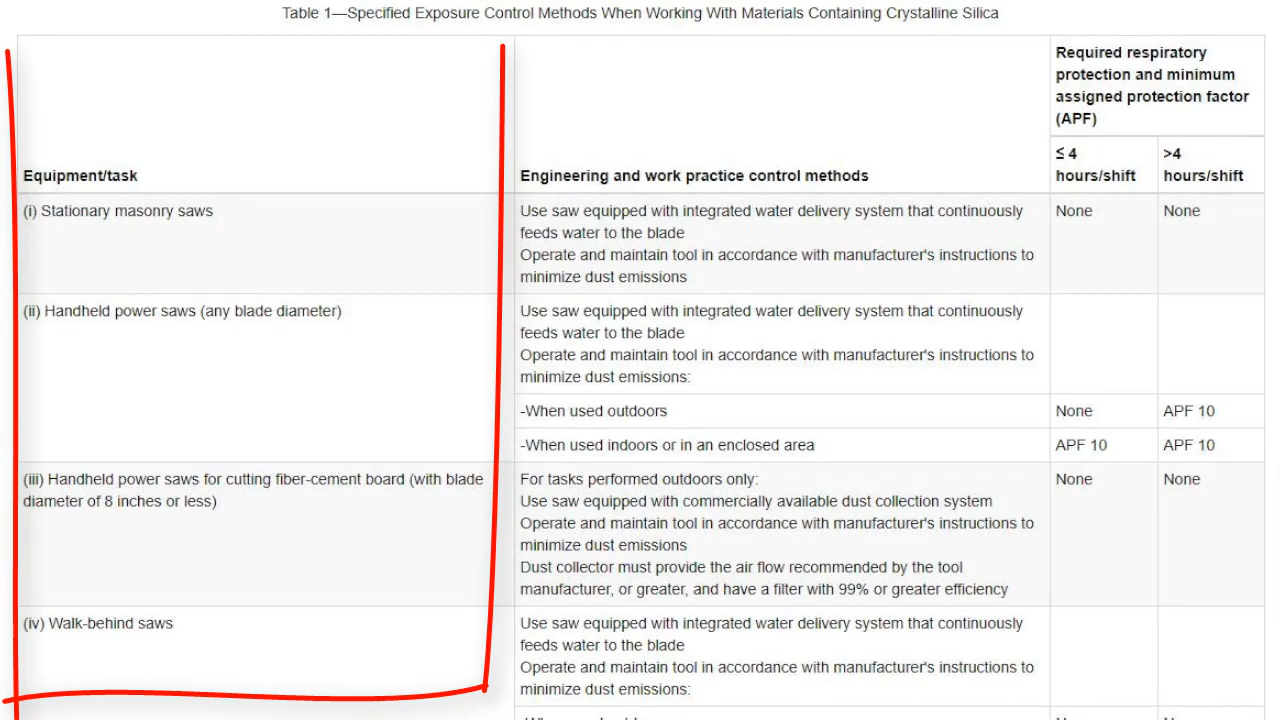 Table 1—Specified Exposure Control Methods When Working With Materials Containing Crystalline Silica
Required respiratory
protection and minimum
assigned protection factor
(APF)
≤ 4 >4
Equipment/task Engineering and work practice control methods hours/shift hours/shift
(i) Stationary masonry saws Use saw equipped with integrated water delivery system that continuously None None
feeds water to the blade
Operate and maintain tool in accordance with manufacturer's instructions to
minimize dust emissions
(ii) Handheld power saws (any blade diameter) Use saw equipped with integrated water delivery system that continuously
feeds water to the blade
Operate and maintain tool in accordance with manufacturer's instructions to
minimize dust emissions:
-When used outdoors None APF 10
-When used indoors or in an enclosed area APF 10 APF 10
(iii) Handheld power saws for cutting fiber-cement board (with blade For tasks performed outdoors only: None None
diameter of 8 inches or less) Use saw equipped with commercially available dust collection system
Operate and maintain tool in accordance with manufacturer's instructions to
minimize dust emissions
Dust collector must provide the air flow recommended by the tool
manufacturer, or greater, and have a filter with 99% or greater efficiency
(iv) Walk-behind saws Use saw equipped with integrated water delivery system that continuously
feeds water to the blade
Operate and maintain tool in accordance with manufacturer's instructions to
minimize dust emissions: